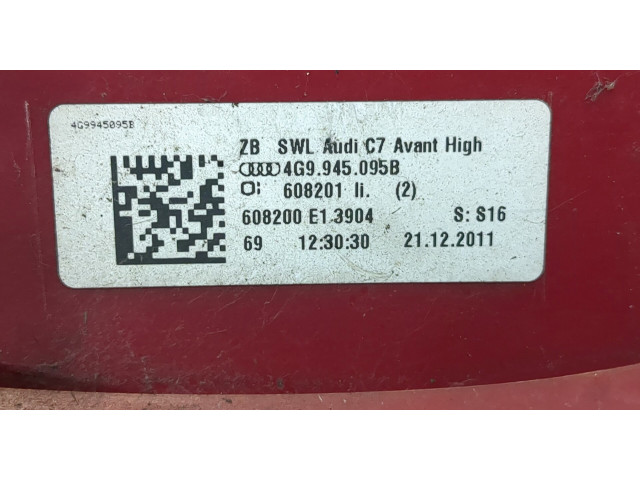 4G9945095B
ZB SWL Audi C7 Avant High
4G9.945.095B
608201 li. (2)
608200 E1.3904 S: S16
69 12:30:30 21.12.2011